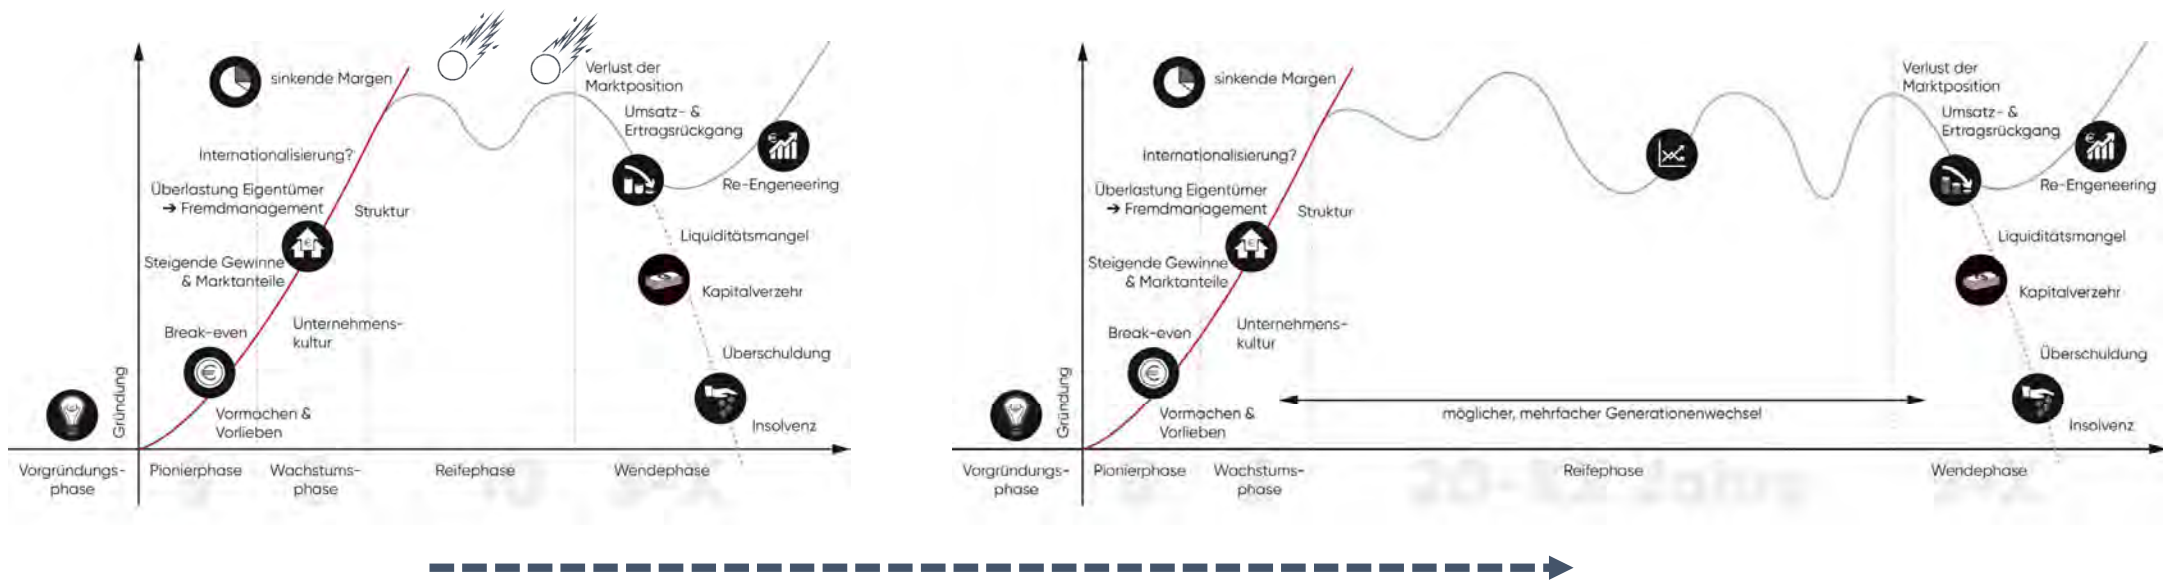 sinkende Margen
Verlust der
Marktposition
Umsatz- &
Ertragsrückgang
Internationalisierung?
Überlastung Eigentümer
➔ Fremdmanagement
Struktur
Re-Engeneering
Liquiditätsmangel
Steigende Gewinne
& Marktanteile
Kapitalverzehr
Unternehmens-
kultur
Break-even
Überschuldung
Gründung
Vormachen &
Vorlieben
Insolvenz
Vorgründungs-
phase
Pionierphase
Wachstums-
phase
Reifephase
Wendephase
sinkende Margen
Verlust der
Marktposition
Umsatz- &
Ertragsrückgang
Internationalisierung?
Überlastung Eigentümer
➔ Fremdmanagement
Struktur
Re-Engeneering
Liquiditätsmangel
Steigende Gewinne
& Marktanteile
Kapitalverzehr
Unternehmens-
kultur
Break-even
Überschuldung
Gründung
möglicher, mehrfacher Generationenwechsel
Vormachen &
Vorlieben
Insolvenz
Vorgründungs-
phase
Pionierphase
Wachstums-
phase
Reifephase
Wendephase